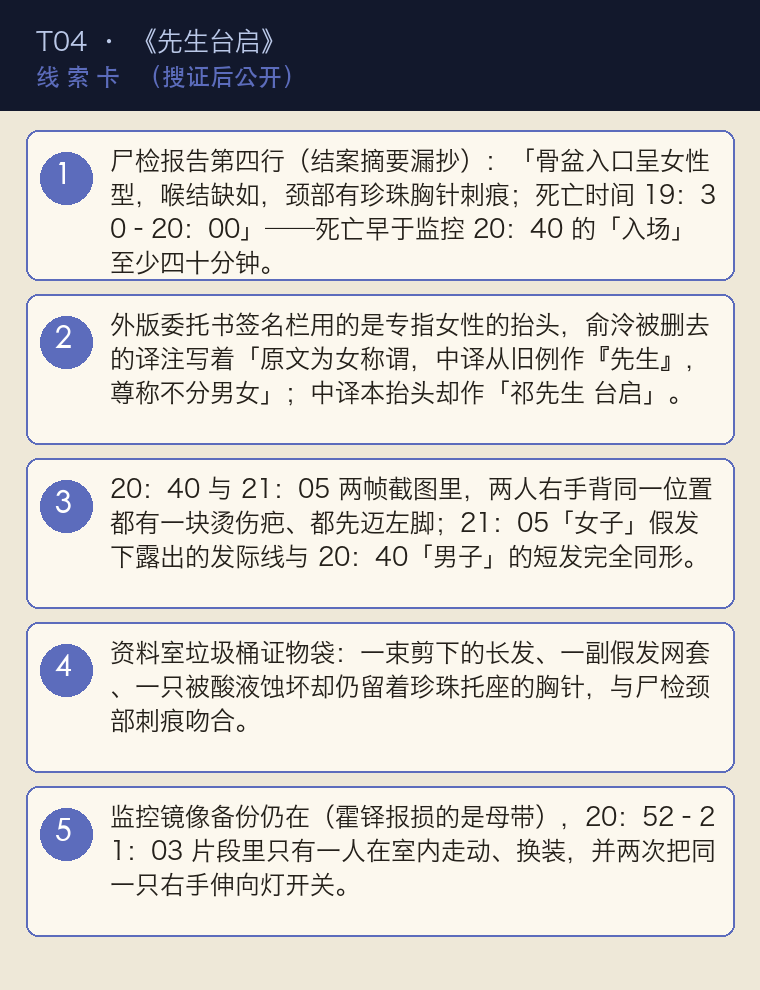 T04 · 《先生台启》
线索卡 （搜证后公开）
1
尸检报告第四行（结案摘要漏抄）：「骨盆入口呈女性
型，喉结缺如，颈部有珍珠胸针刺痕；死亡时间 19：3
0 - 20：00」——死亡早于监控 20：40 的「入场」
至少四十分钟。
2
外版委托书签名栏用的是专指女性的抬头，俞泠被删去
的译注写着「原文为女称谓，中译从旧例作『先生』，
尊称不分男女」；中译本抬头却作「祁先生 台启」。
3
20：40 与 21：05 两帧截图里，两人右手背同一位置
都有一块烫伤疤、都先迈左脚；21：05「女子」假发
下露出的发际线与 20：40「男子」的短发完全同形。
4
资料室垃圾桶证物袋：一束剪下的长发、一副假发网套
、一只被酸液蚀坏却仍留着珍珠托座的胸针，与尸检颈
部刺痕吻合。
5
监控镜像备份仍在（霍铎报损的是母带），20：52 - 2
1：03 片段里只有一人在室内走动、换装，并两次把同
一只右手伸向灯开关。